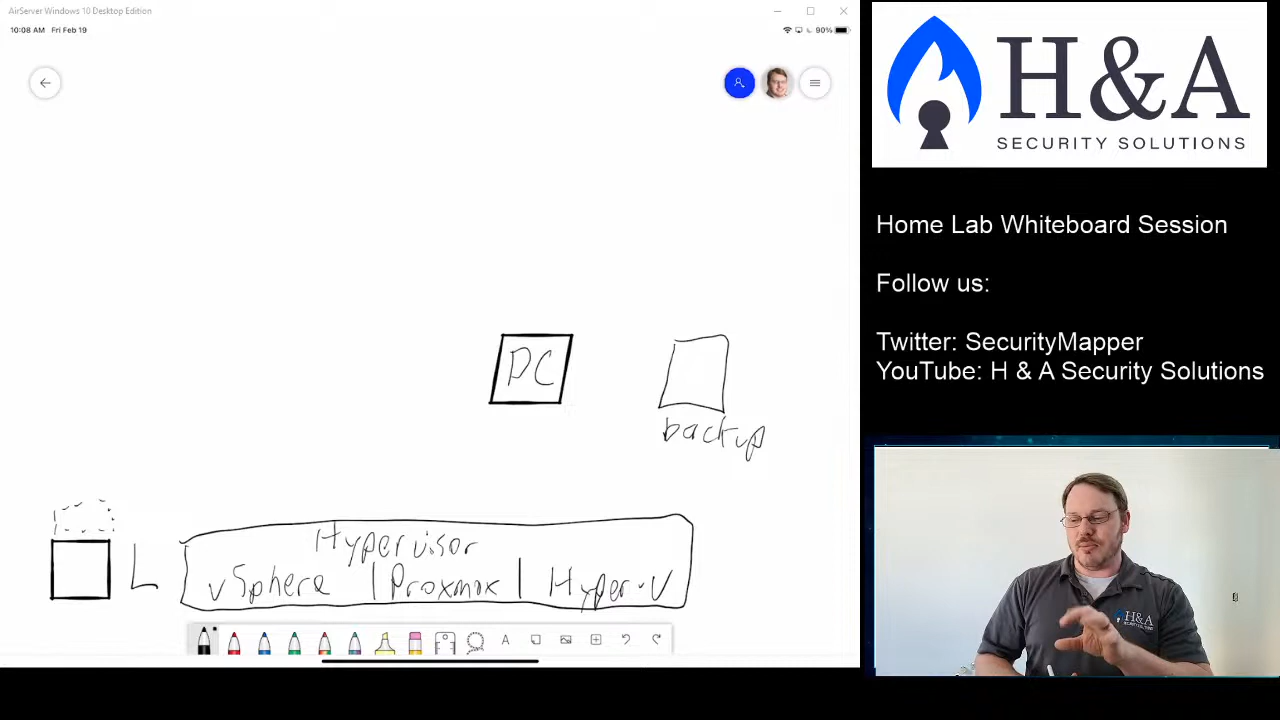 AirServer Windows 10 Desktop Edition
10:08 AM Fri Feb 19
90%
PC
backup
Hypervisor
vSphere | Proxmox | Hyper-V
L
A
H&A
SECURITY SOLUTIONS
Home Lab Whiteboard Session
Follow us:
Twitter: SecurityMapper
YouTube: H & A Security Solutions
H&A